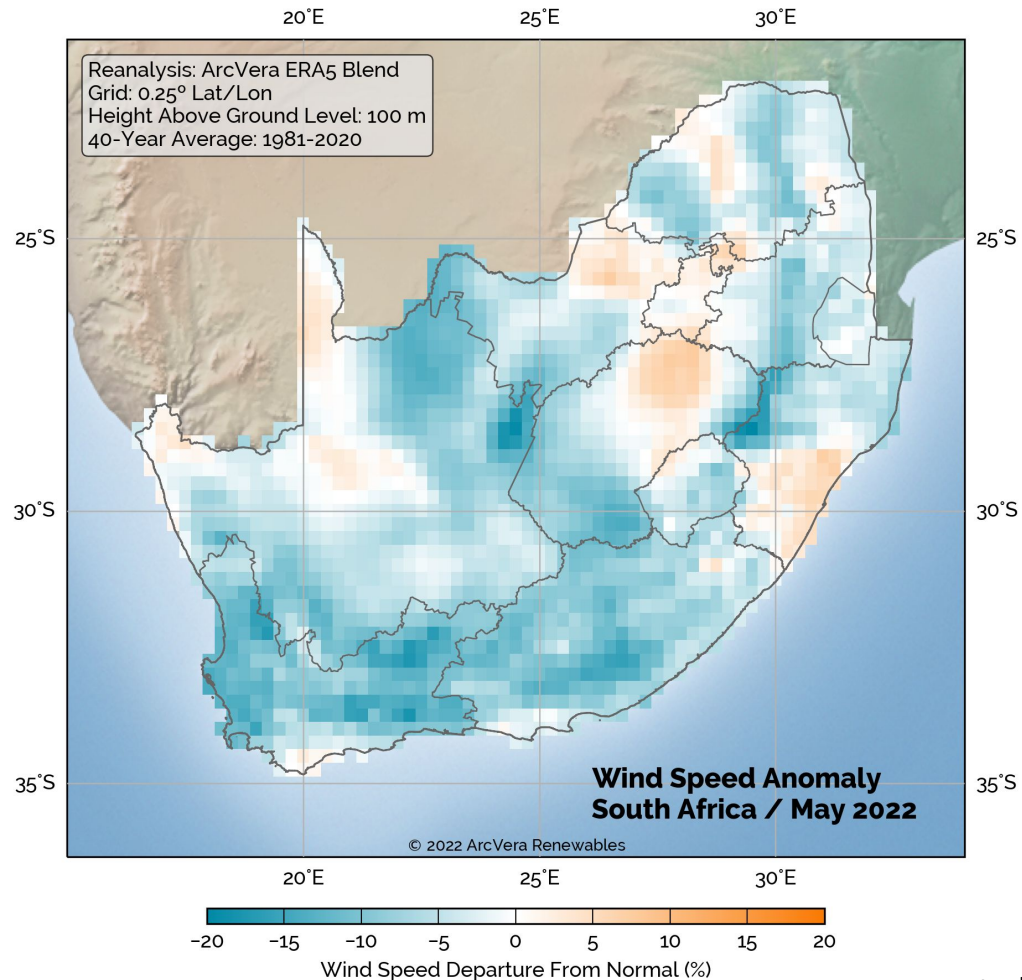 20°E 25°E 30°E
Reanalysis: ArcVera ERA5 Blend
Grid: 0.25º Lat/Lon
Height Above Ground Level: 100 m
40-Year Average: 1981-2020
25°S 25°S
30°S 30°S
35°S 35°S
Wind Speed Anomaly
South Africa / May 2022
© 2022 ArcVera Renewables
20°E 25°E 30°E
−20 −15 −10 −5 0 5 10 15 20
Wind Speed Departure From Normal (%)